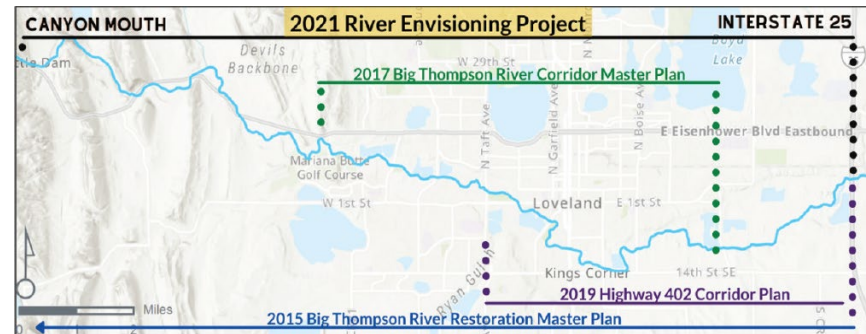 CANYON MOUTH
2021 River Envisioning Project
INTERSTATE 25
Devils
Backbone
W 29th St
Lake
2017 Big Thompson River Corridor Master Plan
N Taft Ave
N Garfield Ave
N Boise Ave
E Eisenhower Blvd Eastbound
Mariana Butte
Golf Course
W 1st St
Loveland
E 1st St
Ryan Gulch
Kings Corner
14th St SE
2019 Highway 402 Corridor Plan
Miles
2015 Big Thompson River Restoration Master Plan